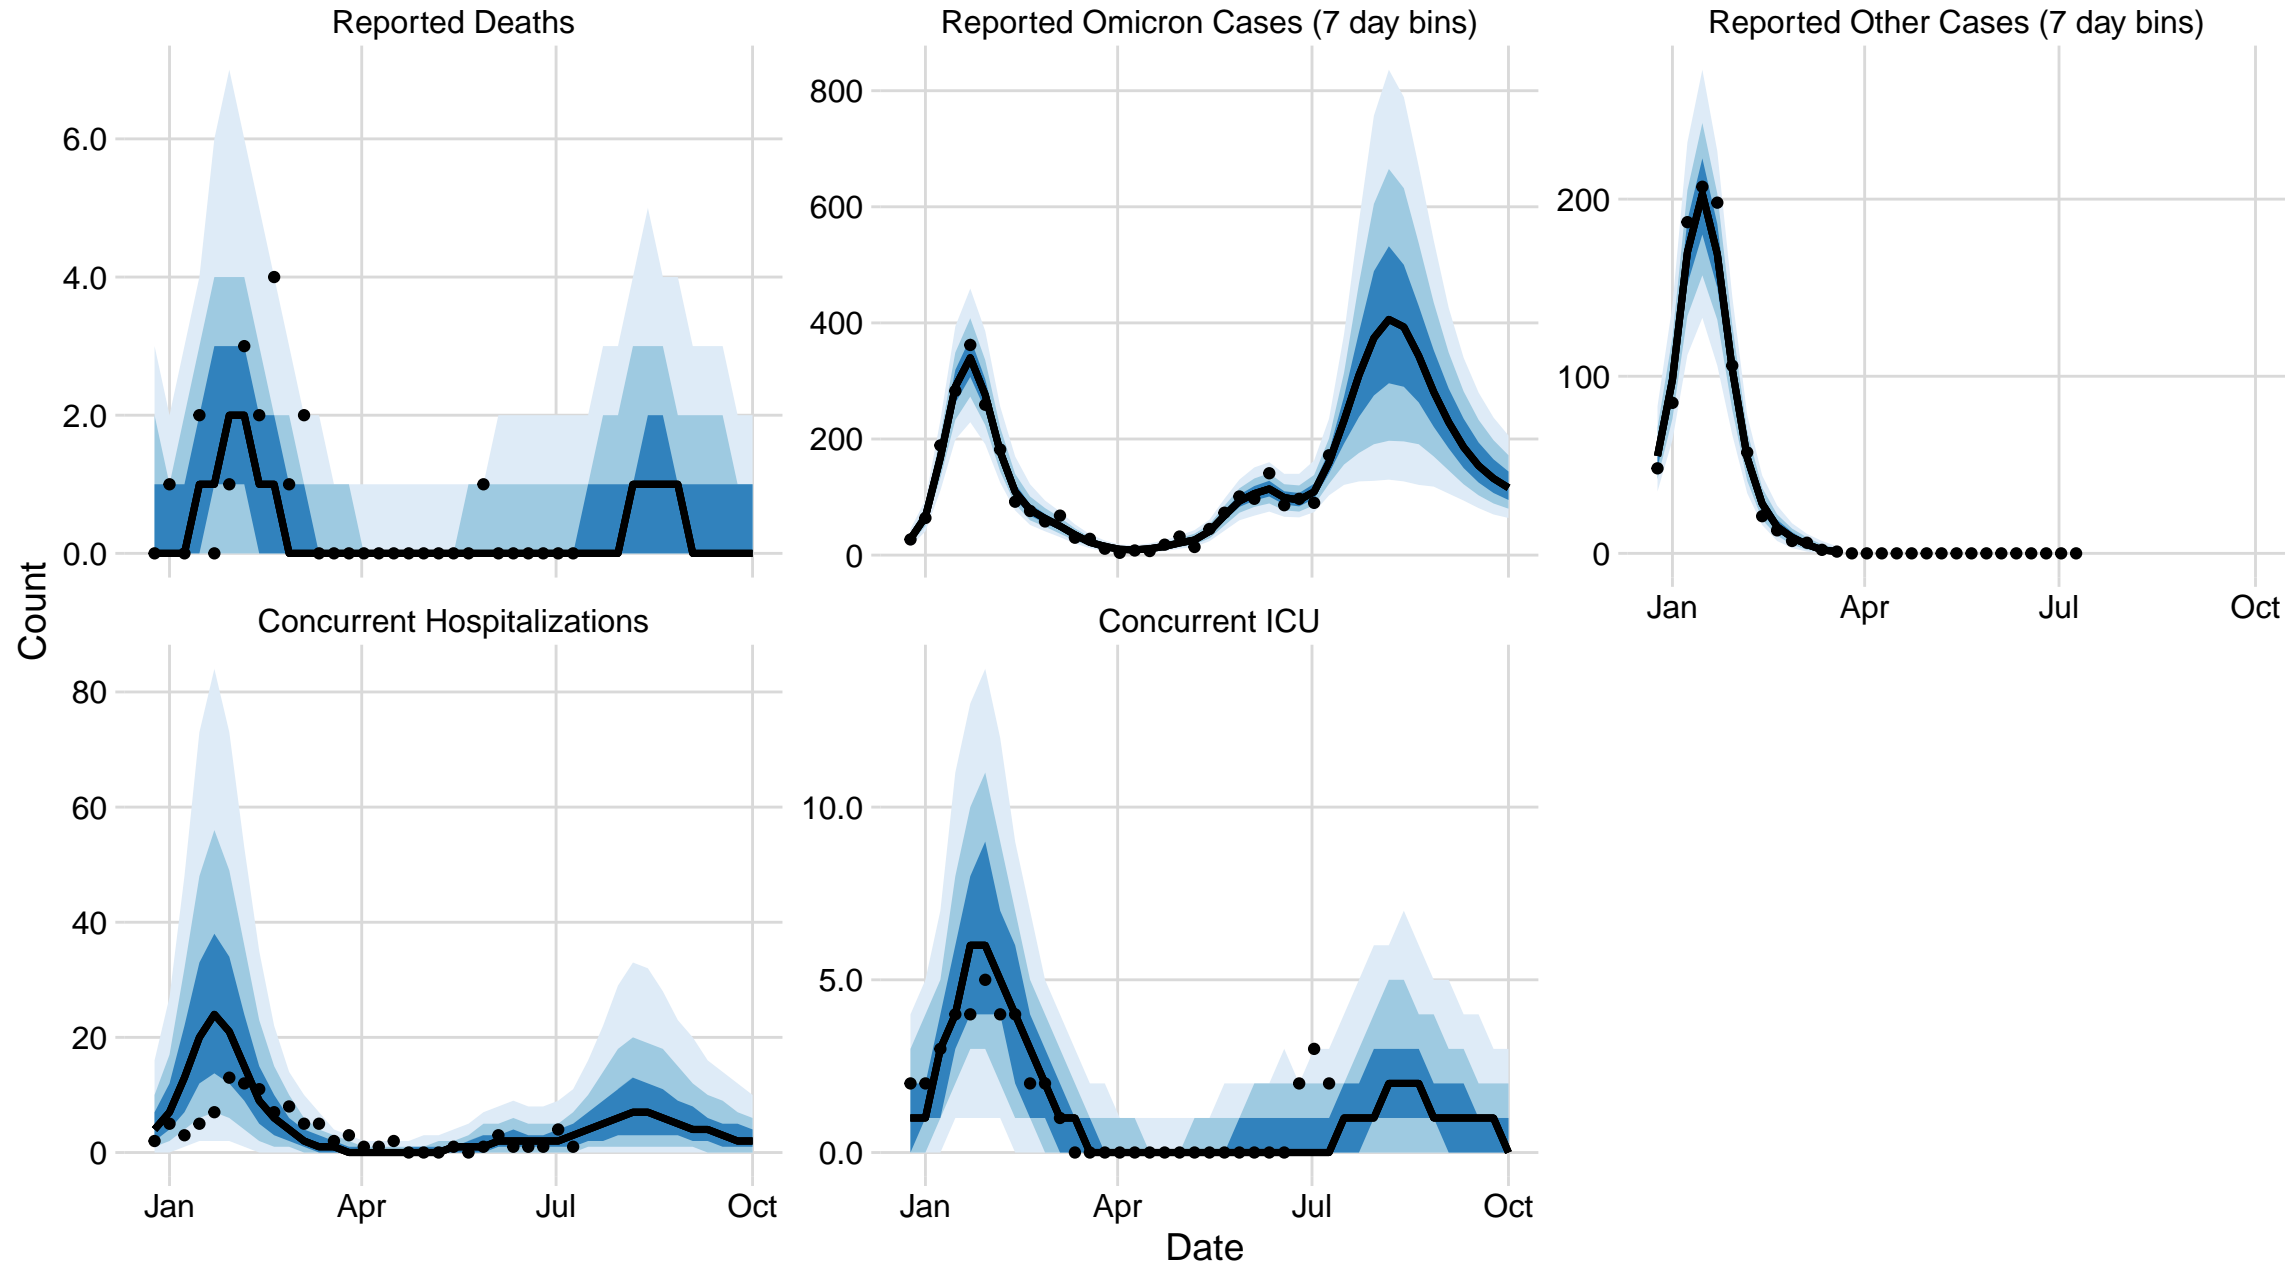 Reported Deaths
Reported Omicron Cases (7 day bins)
Reported Other Cases (7 day bins)
6.0
4.0
2.0
0.0
800
600
400
200
0
200
100
0
Jan Apr Jul Oct
Count
Concurrent Hospitalizations
Concurrent ICU
80
60
40
20
0
10.0
5.0
0.0
Jan Apr Jul Oct
Jan Apr Jul Oct
Date